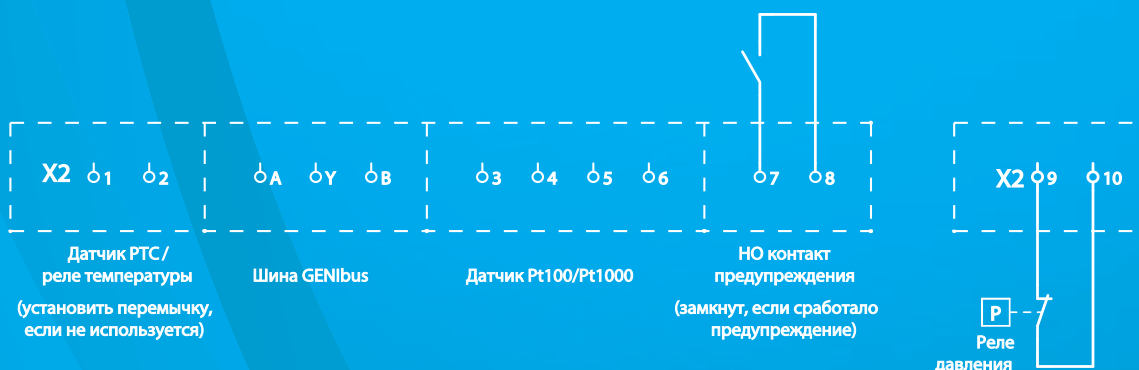 X2 1 2 A Y B 3 4 5 6 7 8 X2 9 10
Датчик PTC /
реле температуры
(установить перемычку,
если не используется)
Шина GENIbus
Датчик Pt100/Pt1000
НО контакт
предупреждения
(замкнут, если сработало
предупреждение)
P
Реле
давления